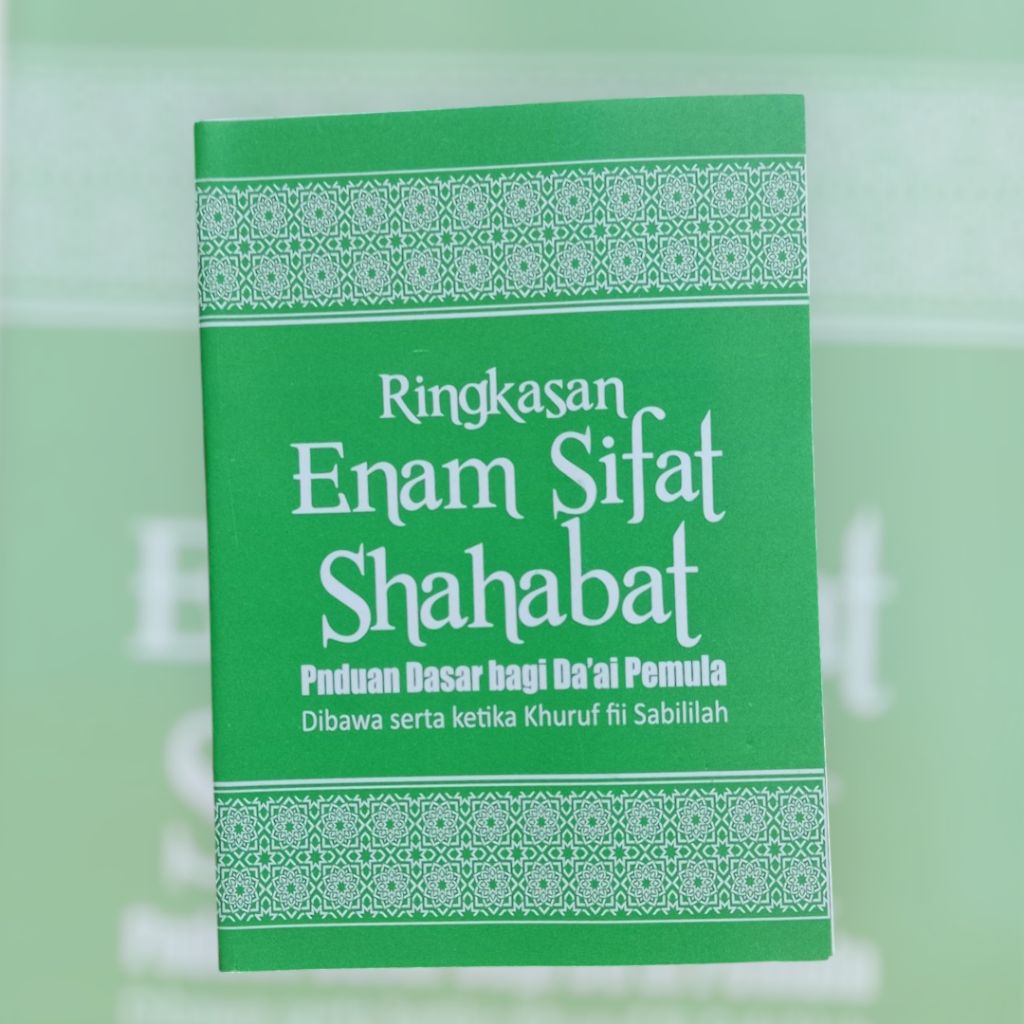 Ringkasan
Enam Sifat
Shahabat
Pnduan Dasar bagi Da'ai Pemula
Dibawa serta ketika Khuruf fii Sabililah